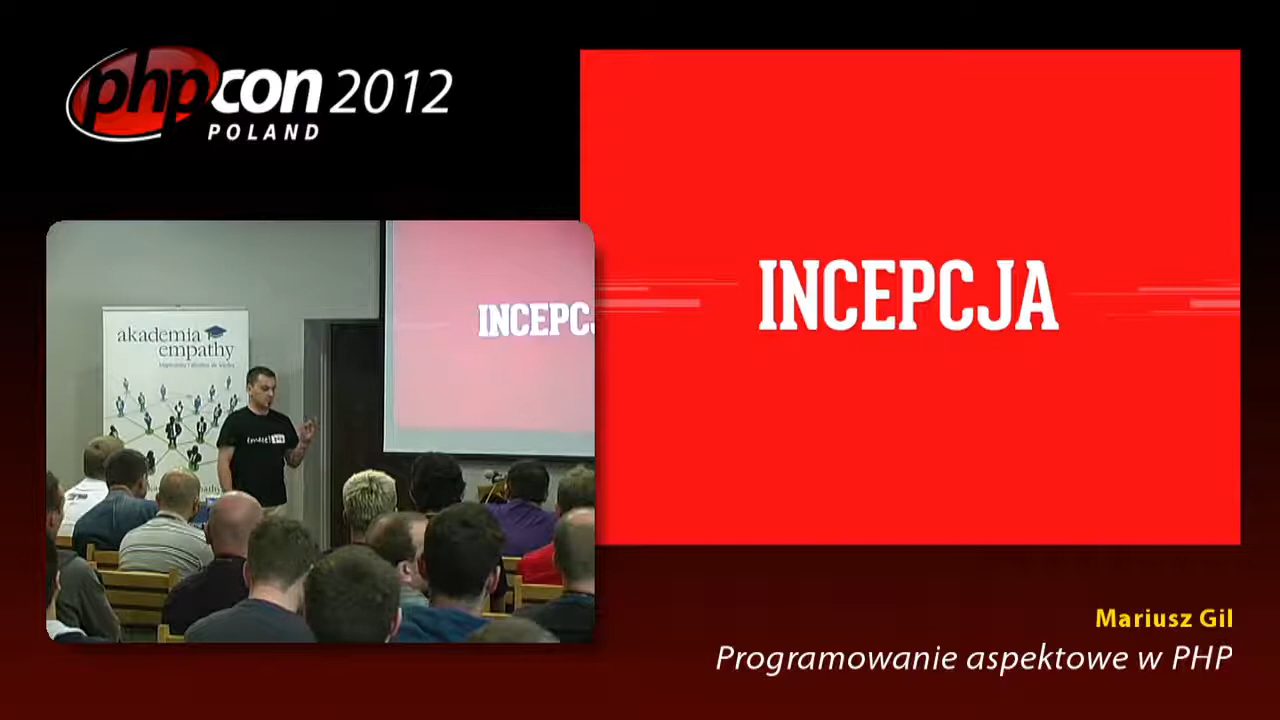 phpcon 2012
POLAND
INCEPCJA
akademia
empathy
INCEPCJ
Mariusz Gil
Programowanie aspektowe w PHP